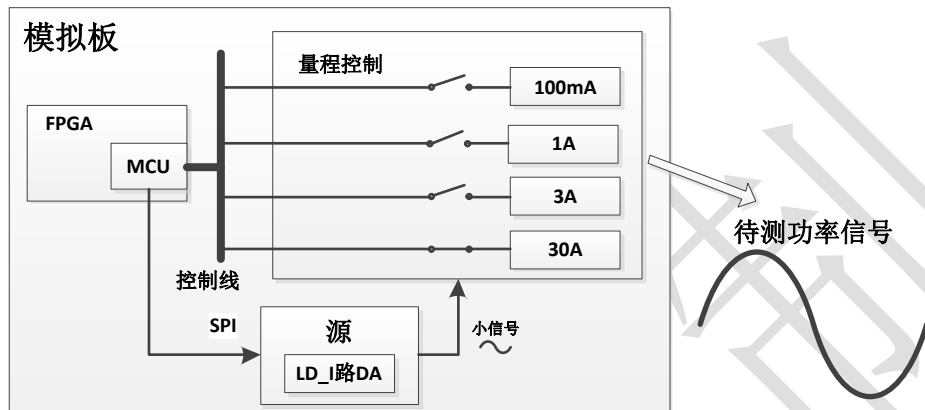 模拟板
量程控制
100mA
FPGA
1A
MCU
3A
待测功率信号
30A
控制线
SPI
源
小信号
LD_I路DA